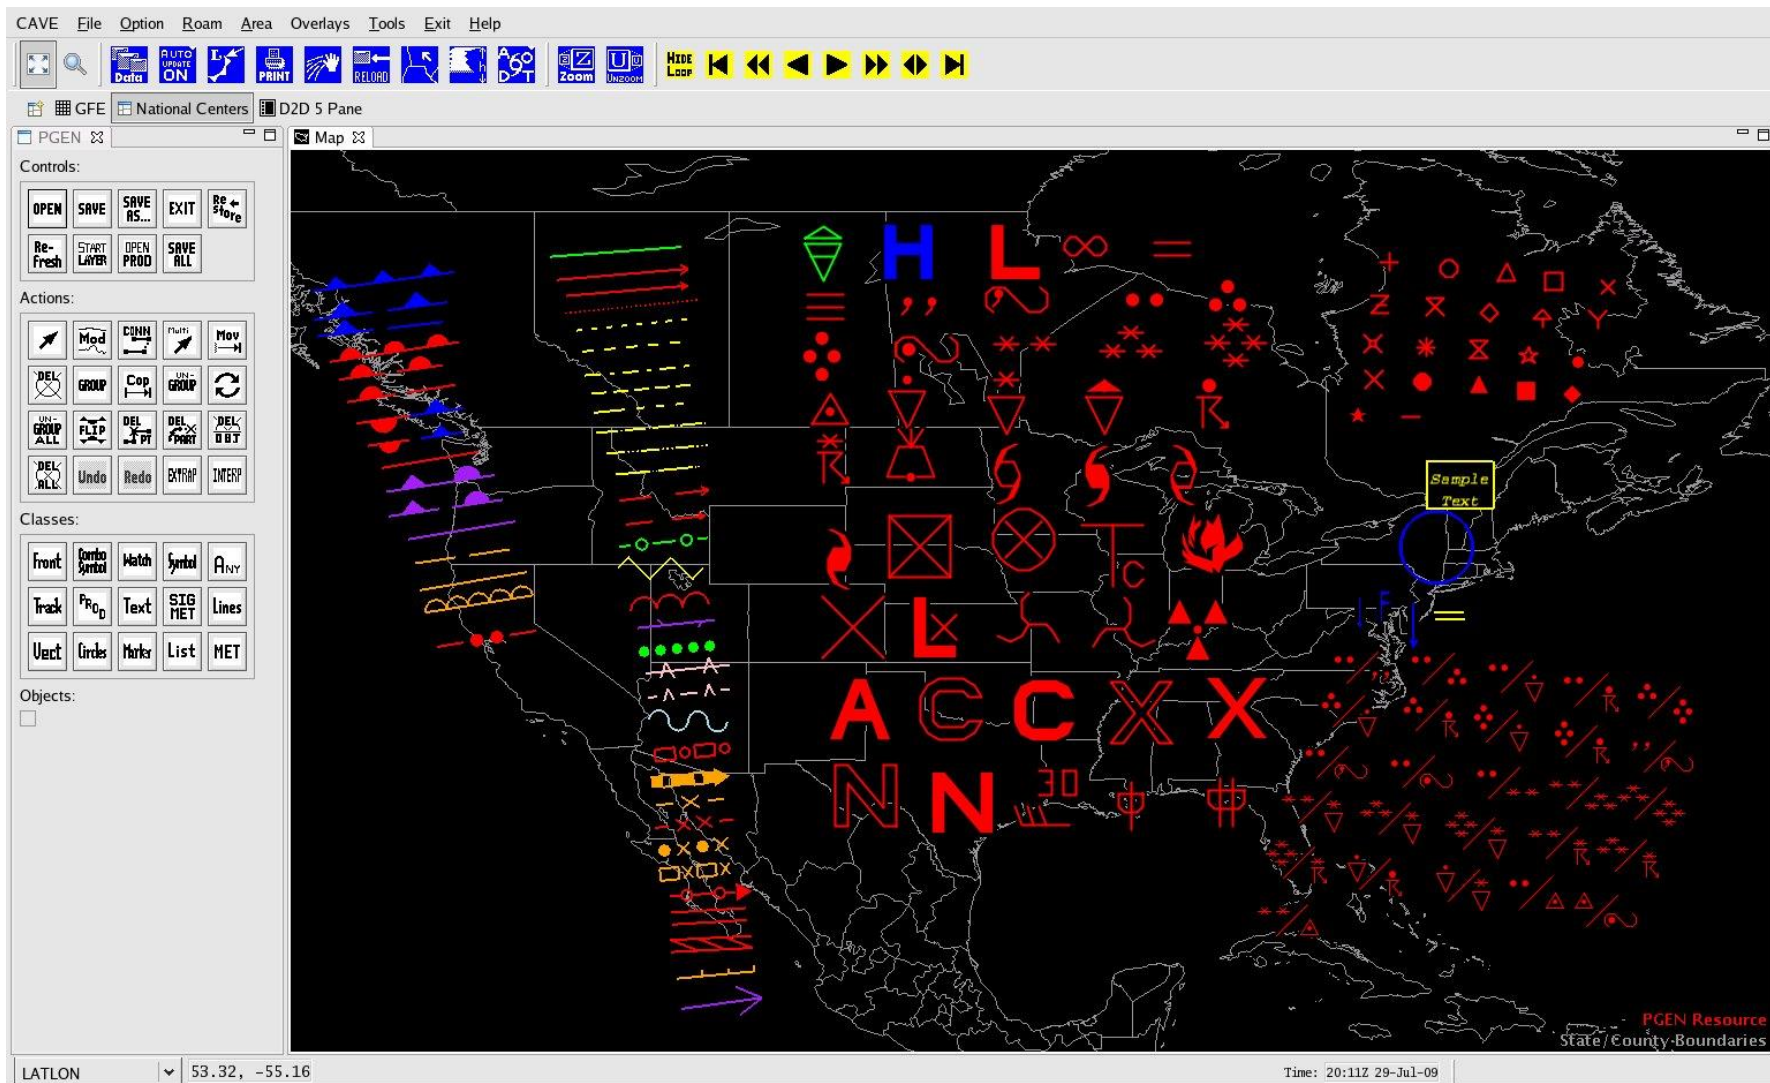 CAVE File Option Roam Area Overlays Tools Exit Help
Data
AUTO UPDATE ON
PRINT
RELOAD
Zoom
UNZOOM
HIDE LOOP
GFE National Centers D2D 5 Pane
PGEN
Map
Controls:
OPEN SAVE SAVE AS... EXIT Re store
Re- fresh START LAYER OPEN PROD SAVE ALL
Actions:
Mod CONN Multi Mov
DEL GROUP Cop UN- GROUP
UN- GROUP ALL FLIP DEL PT DEL PART DEL OBJ
DEL ALL Undo Redo EXTRAP INTERP
Classes:
Front Combo Symbol Watch Symbol ANY
Track PROD Text SIG MET Lines
Vect Circles Marker List MET
Objects:
H L
Sample
Text
F
C
L
A C C X X
N N 30
PGEN Resource
State/County Boundaries
LATLON 53.32, -55.16 Time: 20:11Z 29-Jul-09